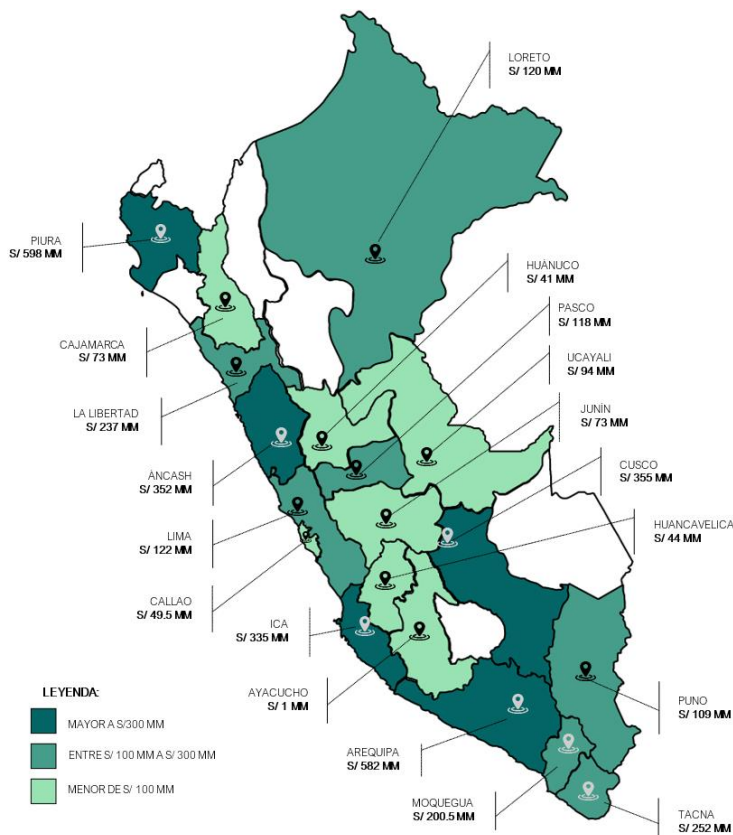 LORETO
S/ 120 MM
PIURA
S/ 598 MM
HUÁNUCO
S/ 41 MM
PASCO
S/ 118 MM
CAJAMARCA
S/ 73 MM
UCAYALI
S/ 94 MM
LA LIBERTAD
S/ 237 MM
JUNÍN
S/ 73 MM
CUSCO
S/ 355 MM
ÁNCASH
S/ 352 MM
HUANCAVELICA
S/ 44 MM
LIMA
S/ 122 MM
CALLAO
S/ 49.5 MM
ICA
S/ 335 MM
AYACUCHO
S/ 1 MM
PUNO
S/ 109 MM
AREQUIPA
S/ 582 MM
MOQUEGUA
S/ 200.5 MM
TACNA
S/ 252 MM
LEYENDA:
MAYOR A S/300 MM
ENTRE S/ 100 MM A S/ 300 MM
MENOR DE S/ 100 MM